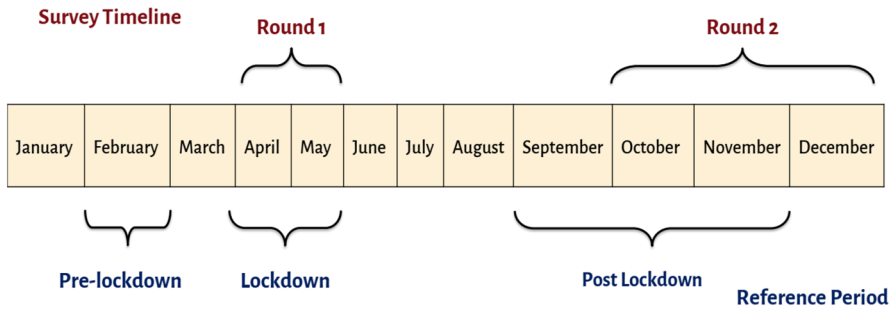 Survey Timeline
Round 1
Round 2
January February March April May June July August September October November December
Pre-lockdown
Lockdown
Post Lockdown
Reference Period